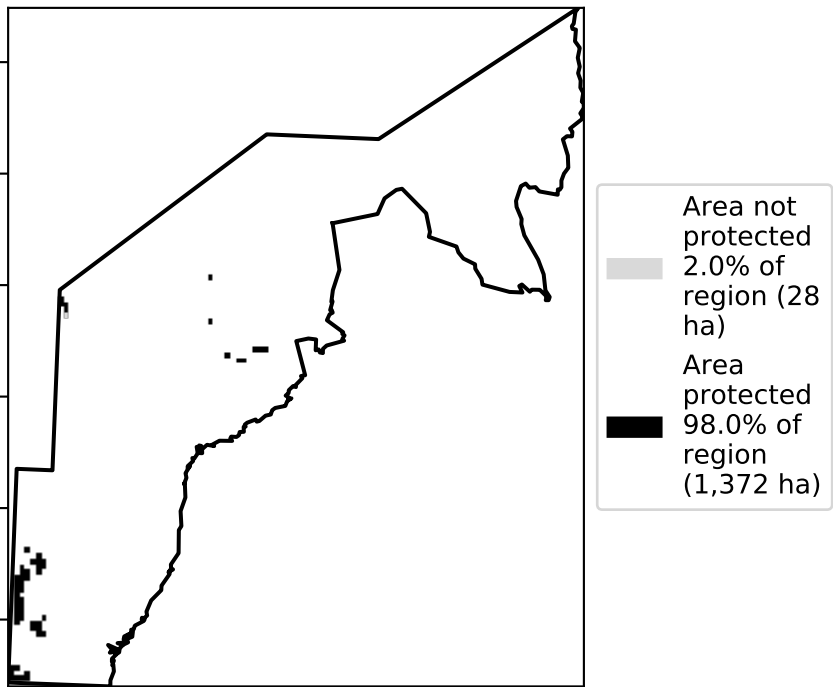 Area not
protected
2.0% of
region (28
ha)
Area
protected
98.0% of
region
(1,372 ha)